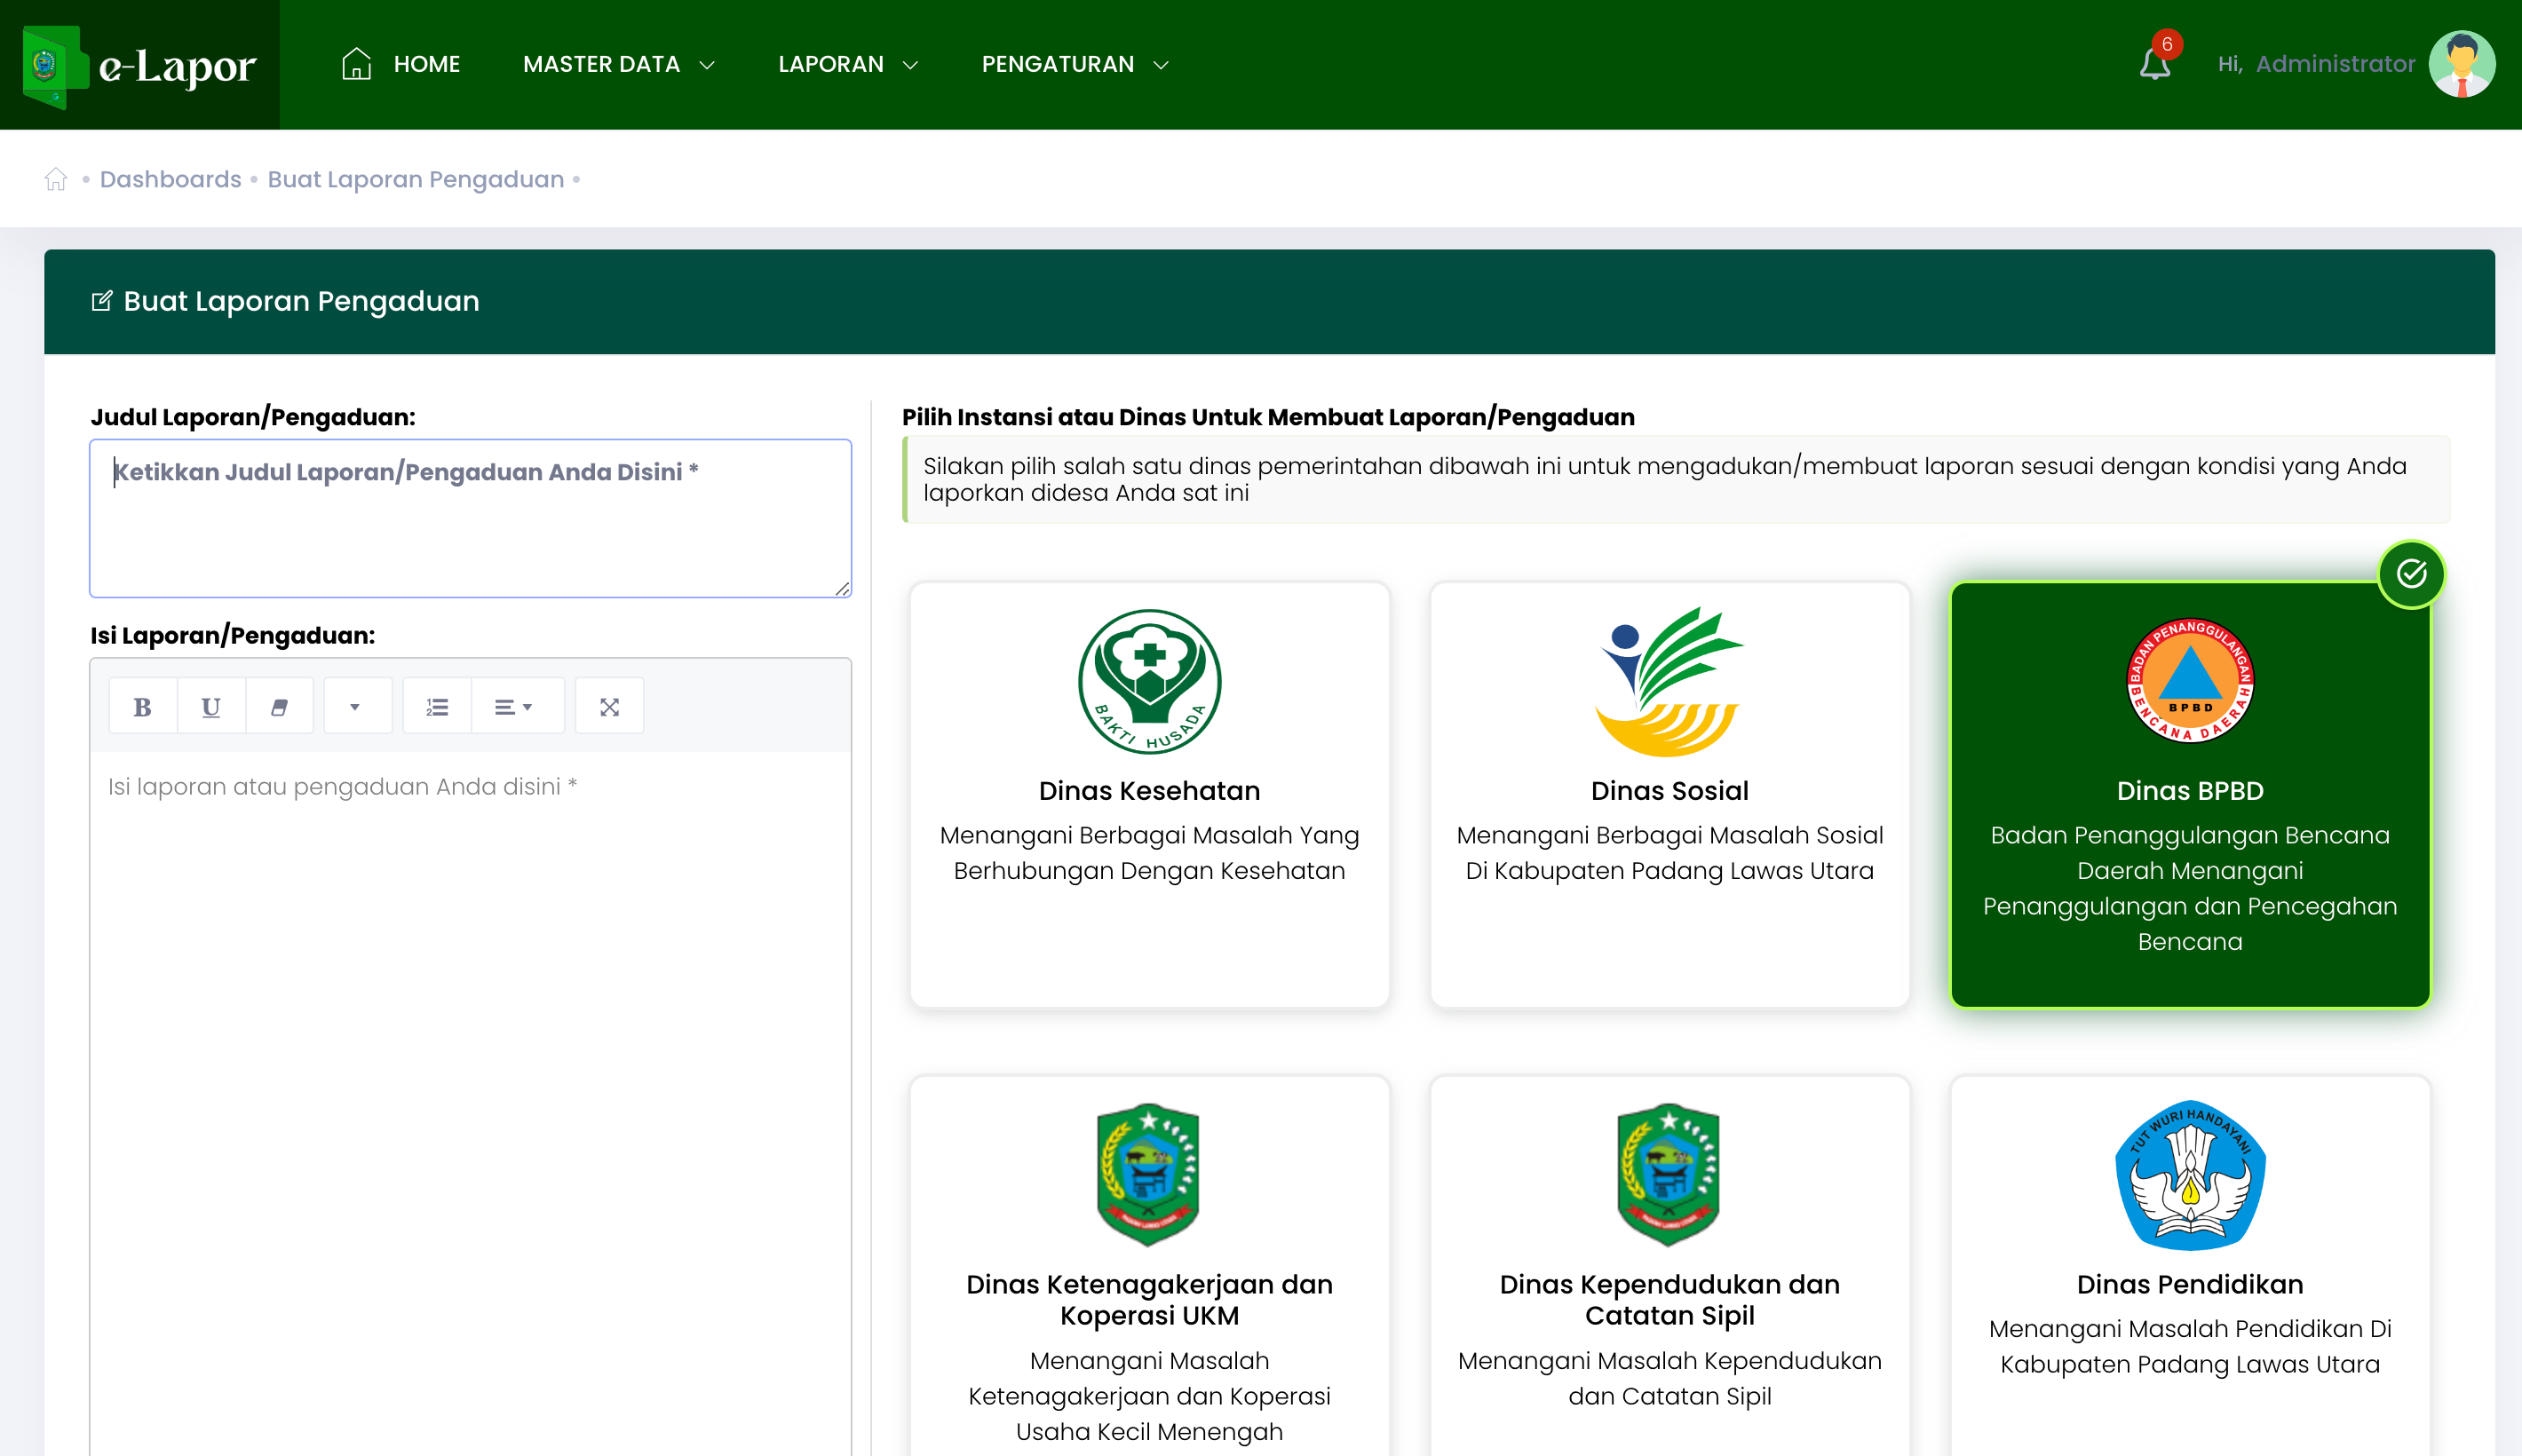 e-Lapor
HOME
MASTER DATA
LAPORAN
PENGATURAN
6
Hi, Administrator
Dashboards
Buat Laporan Pengaduan
Buat Laporan Pengaduan
Judul Laporan/Pengaduan:
Ketikkan Judul Laporan/Pengaduan Anda Disini *
Isi Laporan/Pengaduan:
B
U
Isi laporan atau pengaduan Anda disini *
Pilih Instansi atau Dinas Untuk Membuat Laporan/Pengaduan
Silakan pilih salah satu dinas pemerintahan dibawah ini untuk mengadukan/membuat laporan sesuai dengan kondisi yang Anda
laporkan didesa Anda sat ini
BAKTI HUSADA
Dinas Kesehatan
Menangani Berbagai Masalah Yang
Berhubungan Dengan Kesehatan
Dinas Sosial
Menangani Berbagai Masalah Sosial
Di Kabupaten Padang Lawas Utara
BADAN PENANGGULANGAN
BENCANA DAERAH
BPBD
Dinas BPBD
Badan Penanggulangan Bencana
Daerah Menangani
Penanggulangan dan Pencegahan
Bencana
Dinas Ketenagakerjaan dan
Koperasi UKM
Menangani Masalah
Ketenagakerjaan dan Koperasi
Usaha Kecil Menengah
Dinas Kependudukan dan
Catatan Sipil
Menangani Masalah Kependudukan
dan Catatan Sipil
TUT WURI HANDAYANI
Dinas Pendidikan
Menangani Masalah Pendidikan Di
Kabupaten Padang Lawas Utara